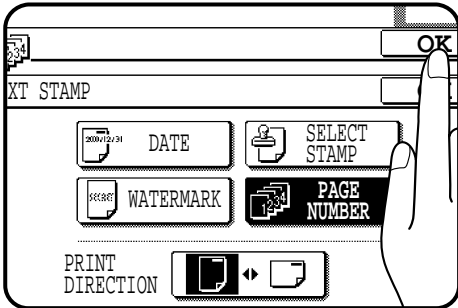 OK
XT STAMP
DATE
SELECT
STAMP
WATERMARK
PAGE
NUMBER
PRINT
DIRECTION